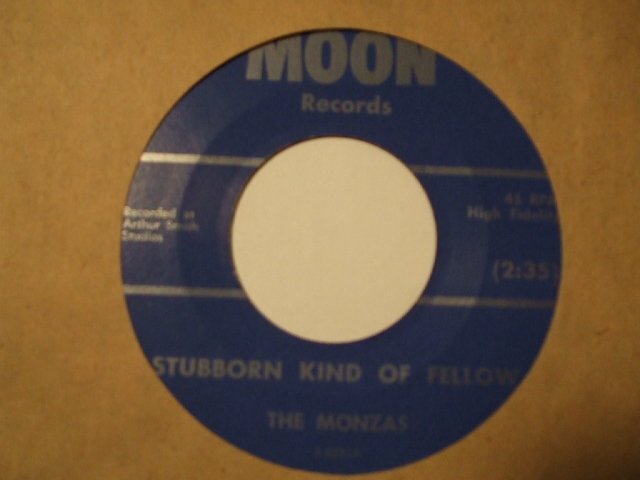 MOON
Records
Recorded at
Arthur Smith
Studios
45 RPM
High Fidelity
(2:35)
STUBBORN KIND OF FELLOW
THE MONZAS